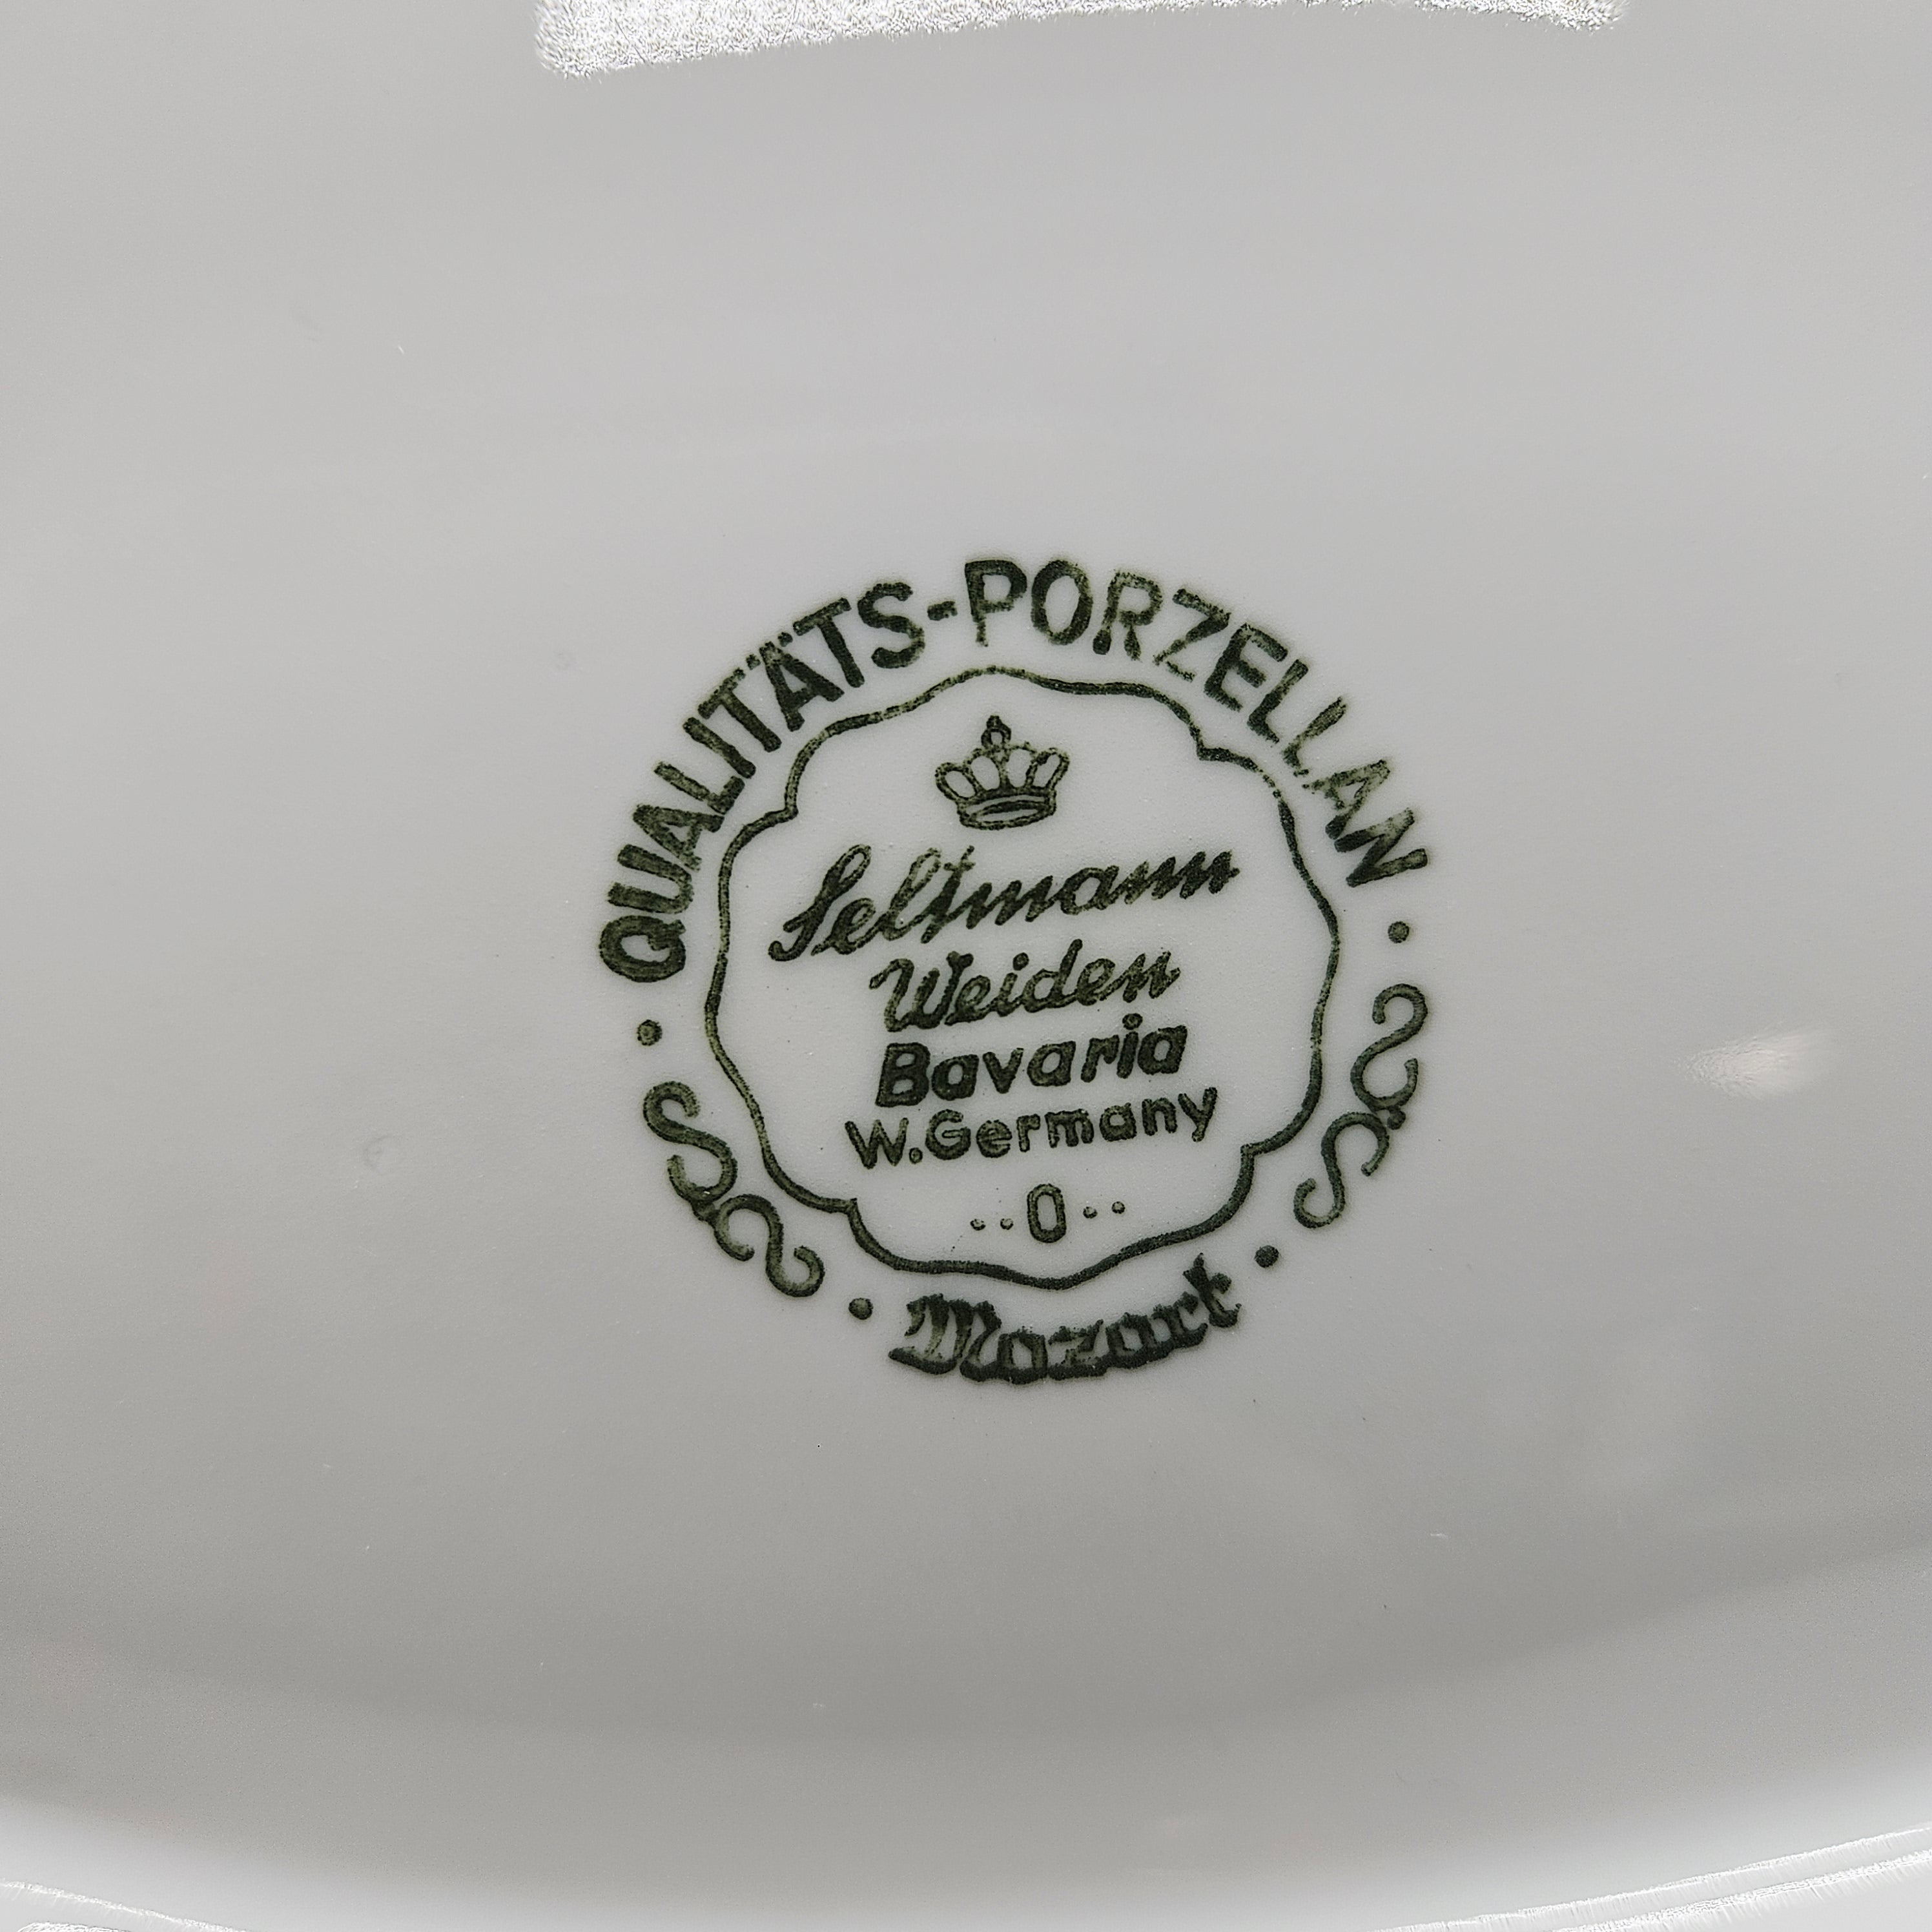 QUALITÄTS-PORZELLAN
Seltmann
Weiden
Bavaria
W.Germany
··0··
Mozart